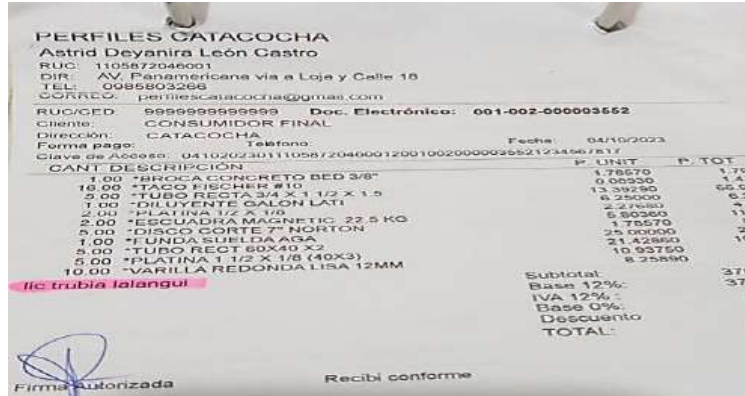 PERFILES CATACOCHA
Astrid Deyanira León Castro
RUC: 1105872046001
DIR: AV. Panamericana via a Loja y Calle 18
TEL: 0985803266
CORREO: perfilescatacocha@gmail.com
RUC/CED 9999999999999 Doc. Electrónico: 001-002-000003552
Cliente: CONSUMIDOR FINAL
Dirección: CATACOCHA
Forma pago: Teléfono Fecha: 04/10/2023
Clave de Acceso:
CANT DESCRIPCIÓN P. UNIT P. TOT
1.00 *BROCA CONCRETO BED 3/8" 1.78570
16.00 *TACO FISCHER #10
5.00 *TUBO RECTA 3/4 X 1 1/2 X 1.5 13.39290
1.00 *DILUYENTE GALON LATI 6.25000
2.00 *PLATINA 1/2 X 1/8 2.27680
2.00 *ESCUADRA MAGNETIC 22.5 KG 5.80360
5.00 *DISCO CORTE 7" NORTON 1.78570
1.00 *FUNDA SUELDA AGA 25.00000
5.00 *TUBO RECT 60X40 X2 21.42860
5.00 *PLATINA 1 1/2 X 1/8 (40X3) 10.93750
10.00 *VARILLA REDONDA LISA 12MM 8.25890
lic trubia lalangui
Subtotal:
Base 12%:
IVA 12% :
Base 0%:
Descuento
TOTAL:
Firma Autorizada Recibi conforme